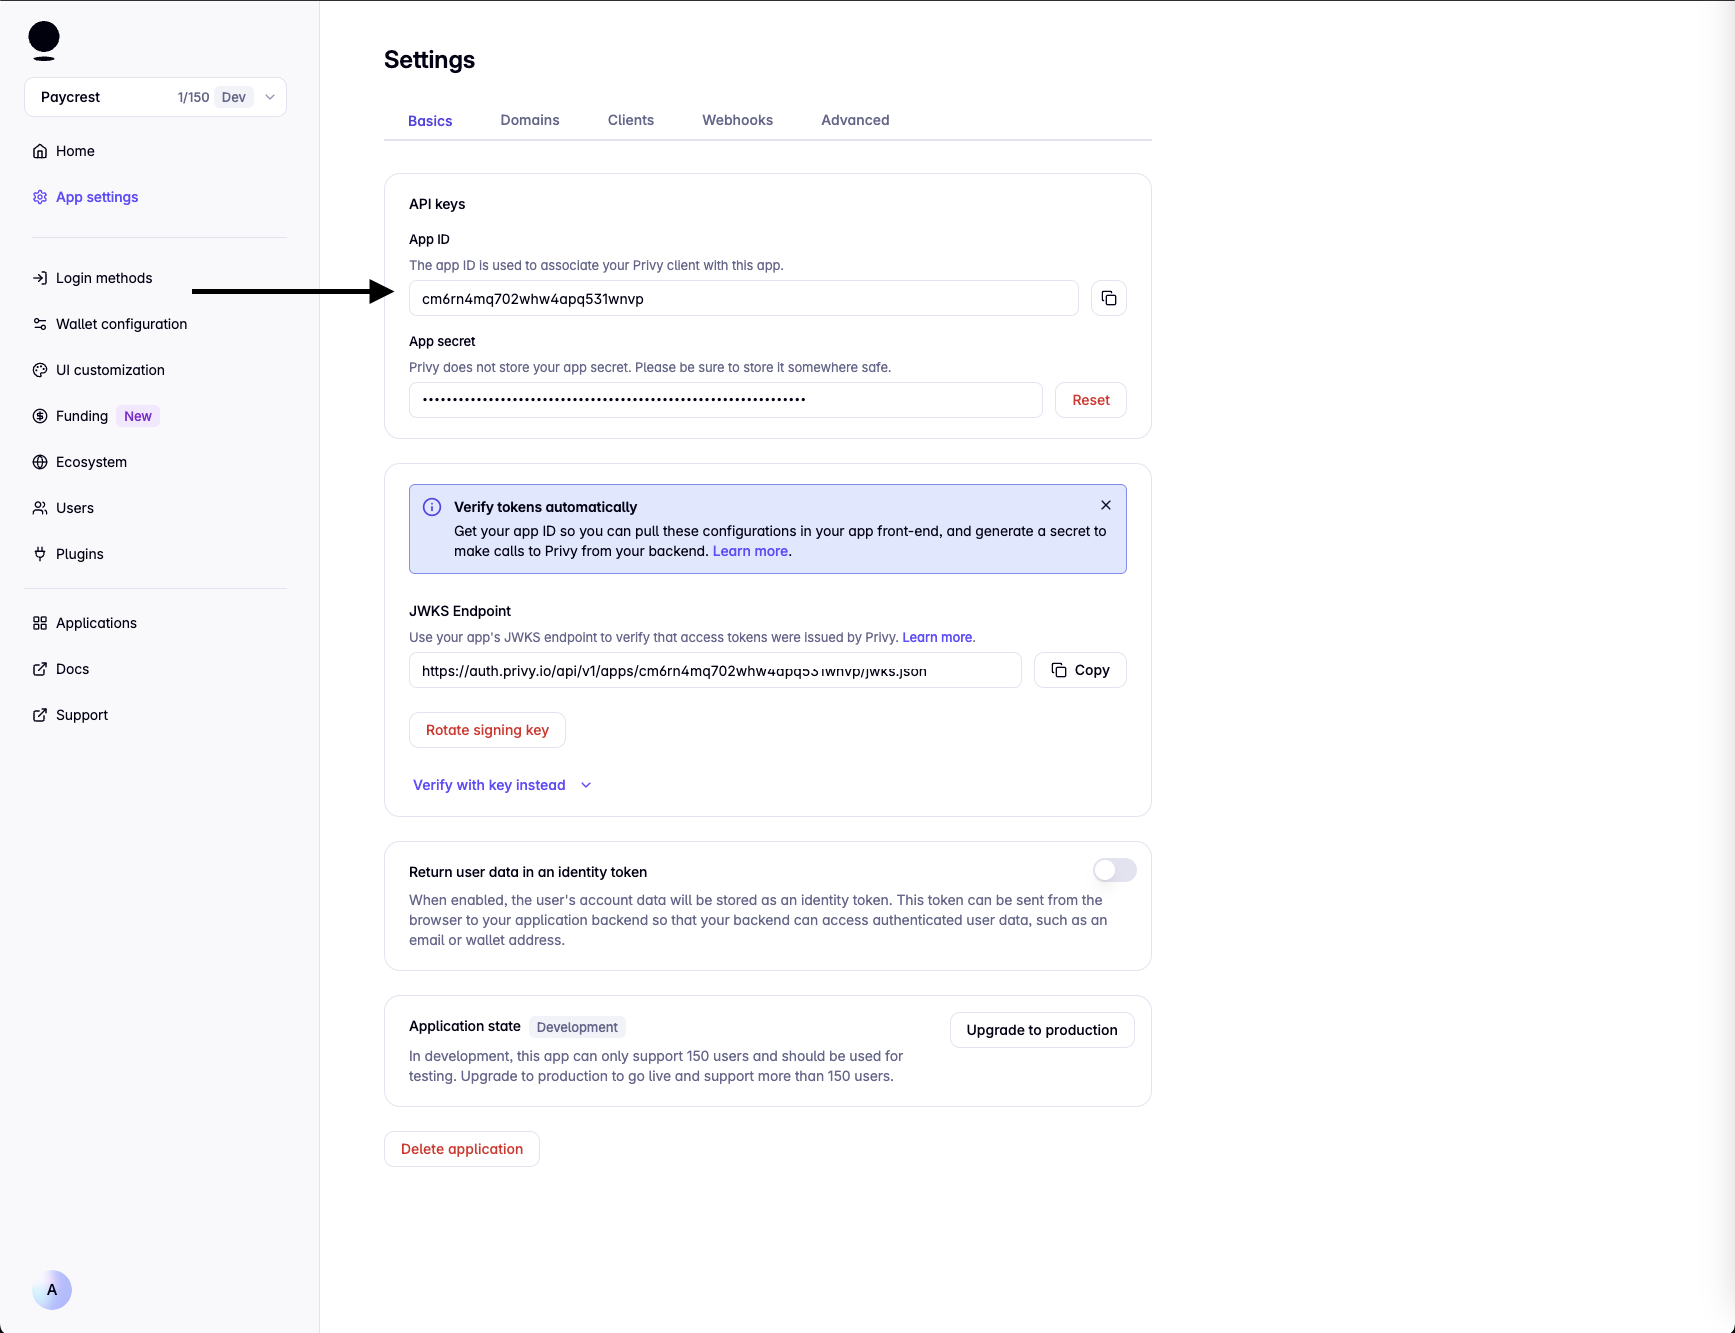 Paycrest 1/150 Dev
Home
App settings
Login methods
Wallet configuration
UI customization
Funding New
Ecosystem
Users
Plugins
Applications
Docs
Support
A
Settings
Basics Domains Clients Webhooks Advanced
API keys
App ID
The app ID is used to associate your Privy client with this app.
cm6rn4mq702whw4apq531wnvp
App secret
Privy does not store your app secret. Please be sure to store it somewhere safe.
••••••••••••••••••••••••••••••••••••••••••••••••••••••••••••••••
Reset
Verify tokens automatically
Get your app ID so you can pull these configurations in your app front-end, and generate a secret to
make calls to Privy from your backend. Learn more.
JWKS Endpoint
Use your app's JWKS endpoint to verify that access tokens were issued by Privy. Learn more.
https://auth.privy.io/api/v1/apps/cm6rn4mq702whw4apq531wnvp/jwks.json
Copy
Rotate signing key
Verify with key instead
Return user data in an identity token
When enabled, the user's account data will be stored as an identity token. This token can be sent from the
browser to your application backend so that your backend can access authenticated user data, such as an
email or wallet address.
Application state Development
Upgrade to production
In development, this app can only support 150 users and should be used for
testing. Upgrade to production to go live and support more than 150 users.
Delete application